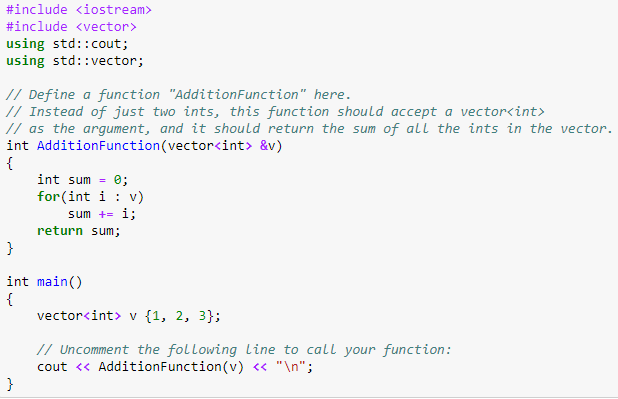 #include <iostream>
#include <vector>
using std::cout;
using std::vector;

// Define a function "AdditionFunction" here.
// Instead of just two ints, this function should accept a vector<int>
// as the argument, and it should return the sum of all the ints in the vector.
int AdditionFunction(vector<int> &v)
{
    int sum = 0;
    for(int i : v)
        sum += i;
    return sum;
}

int main()
{
    vector<int> v {1, 2, 3};

    // Uncomment the following line to call your function:
    cout << AdditionFunction(v) << "\n";
}